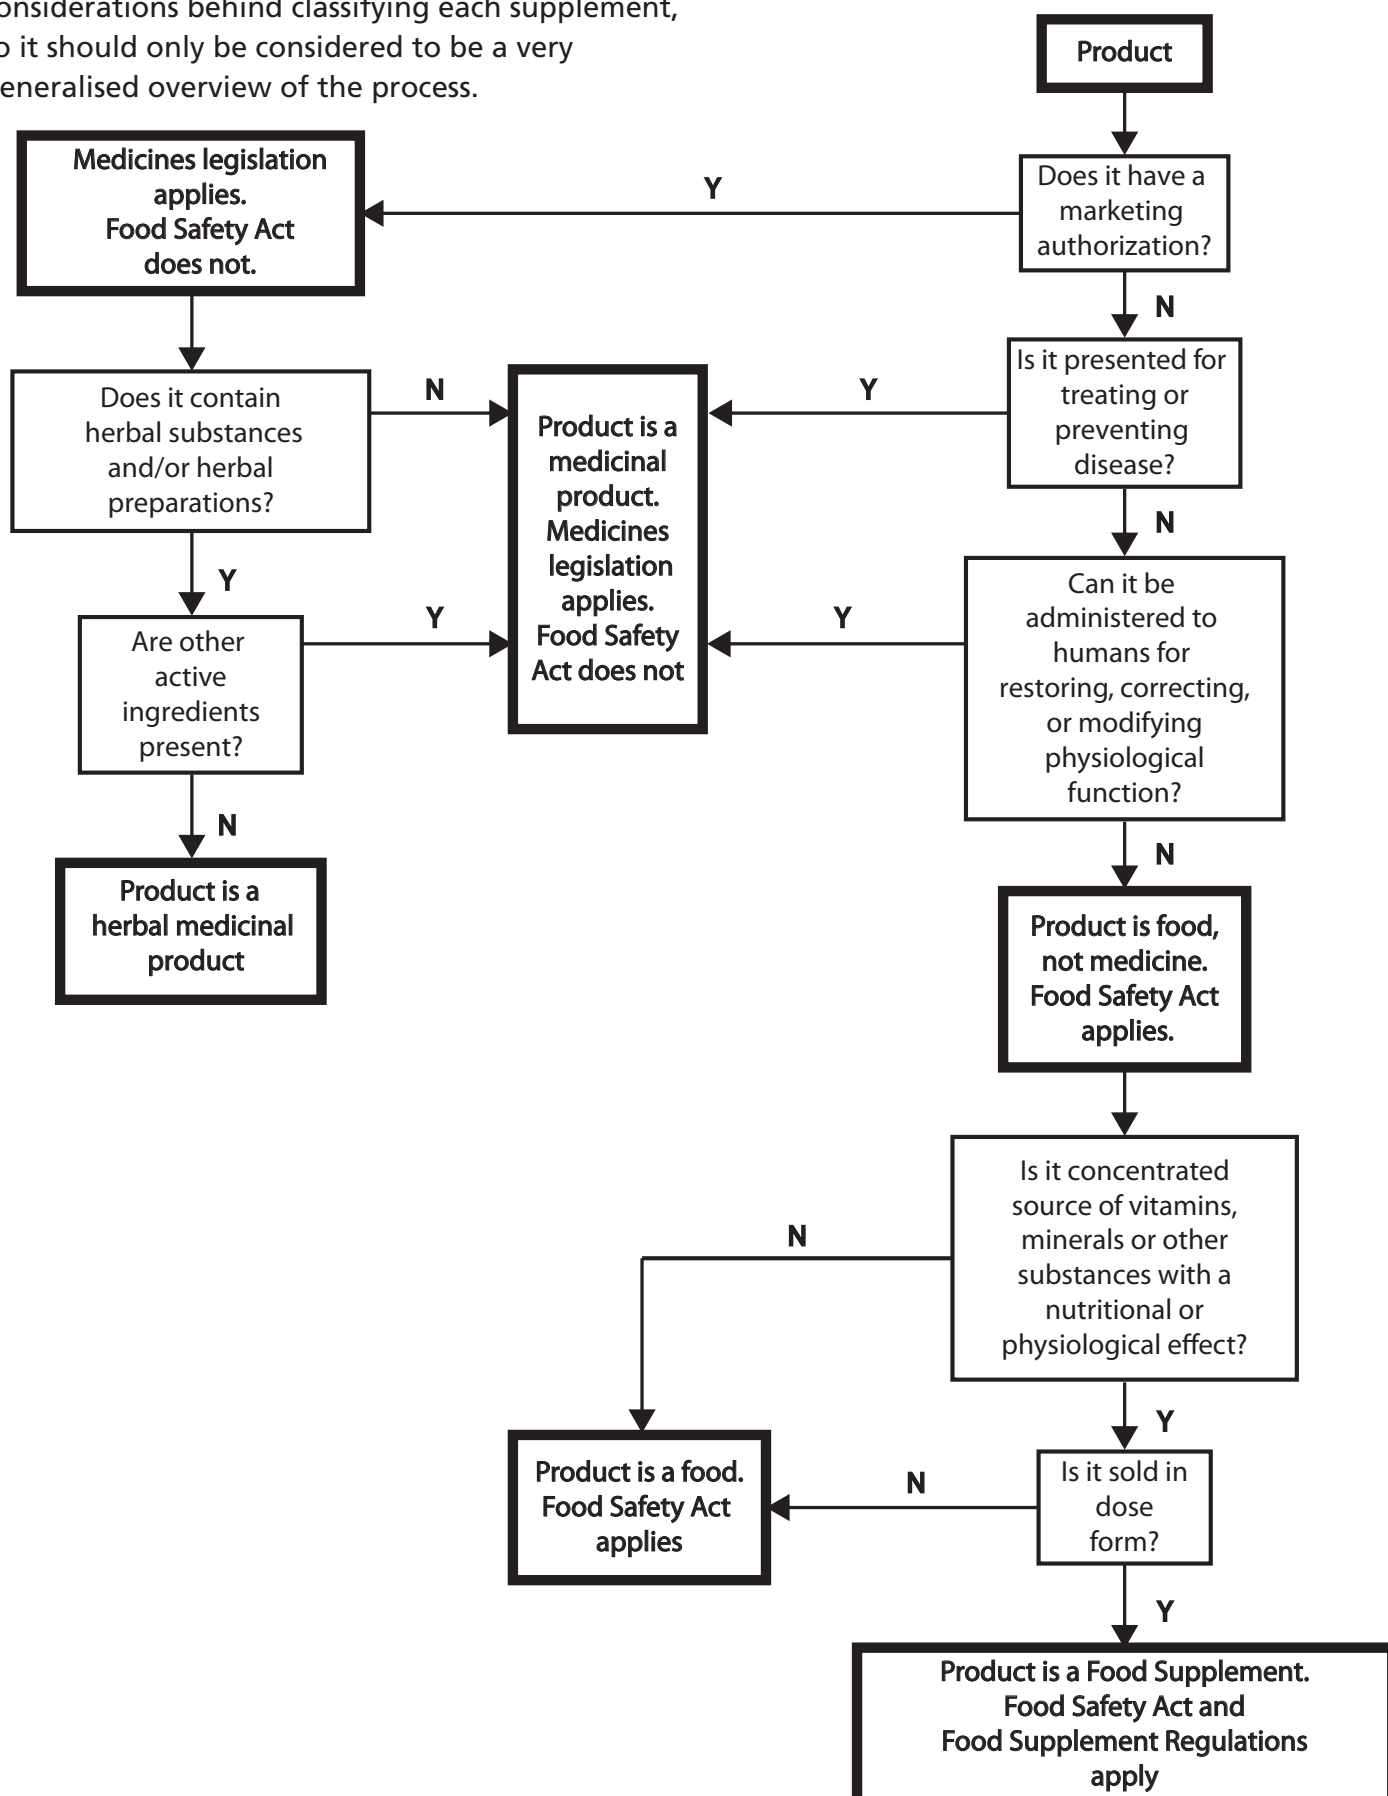 onsiderations behind classifying each supplement,
o it should only be considered to be a very
eneralised overview of the process.
Product
Does it have a
marketing
authorization?
Y
Medicines legislation
applies.
Food Safety Act
does not.
N
Is it presented for
treating or
preventing
disease?
Y
Does it contain
herbal substances
and/or herbal
preparations?
N
Product is a
medicinal
product.
Medicines
legislation
applies.
Food Safety
Act does not
N
Can it be
administered to
humans for
restoring, correcting,
or modifying
physiological
function?
Y
Y
Are other
active
ingredients
present?
Y
N
Product is a
herbal medicinal
product
N
Product is food,
not medicine.
Food Safety Act
applies.
Is it concentrated
source of vitamins,
minerals or other
substances with a
nutritional or
physiological effect?
N
Y
Is it sold in
dose
form?
N
Product is a food.
Food Safety Act
applies
Y
Product is a Food Supplement.
Food Safety Act and
Food Supplement Regulations
apply